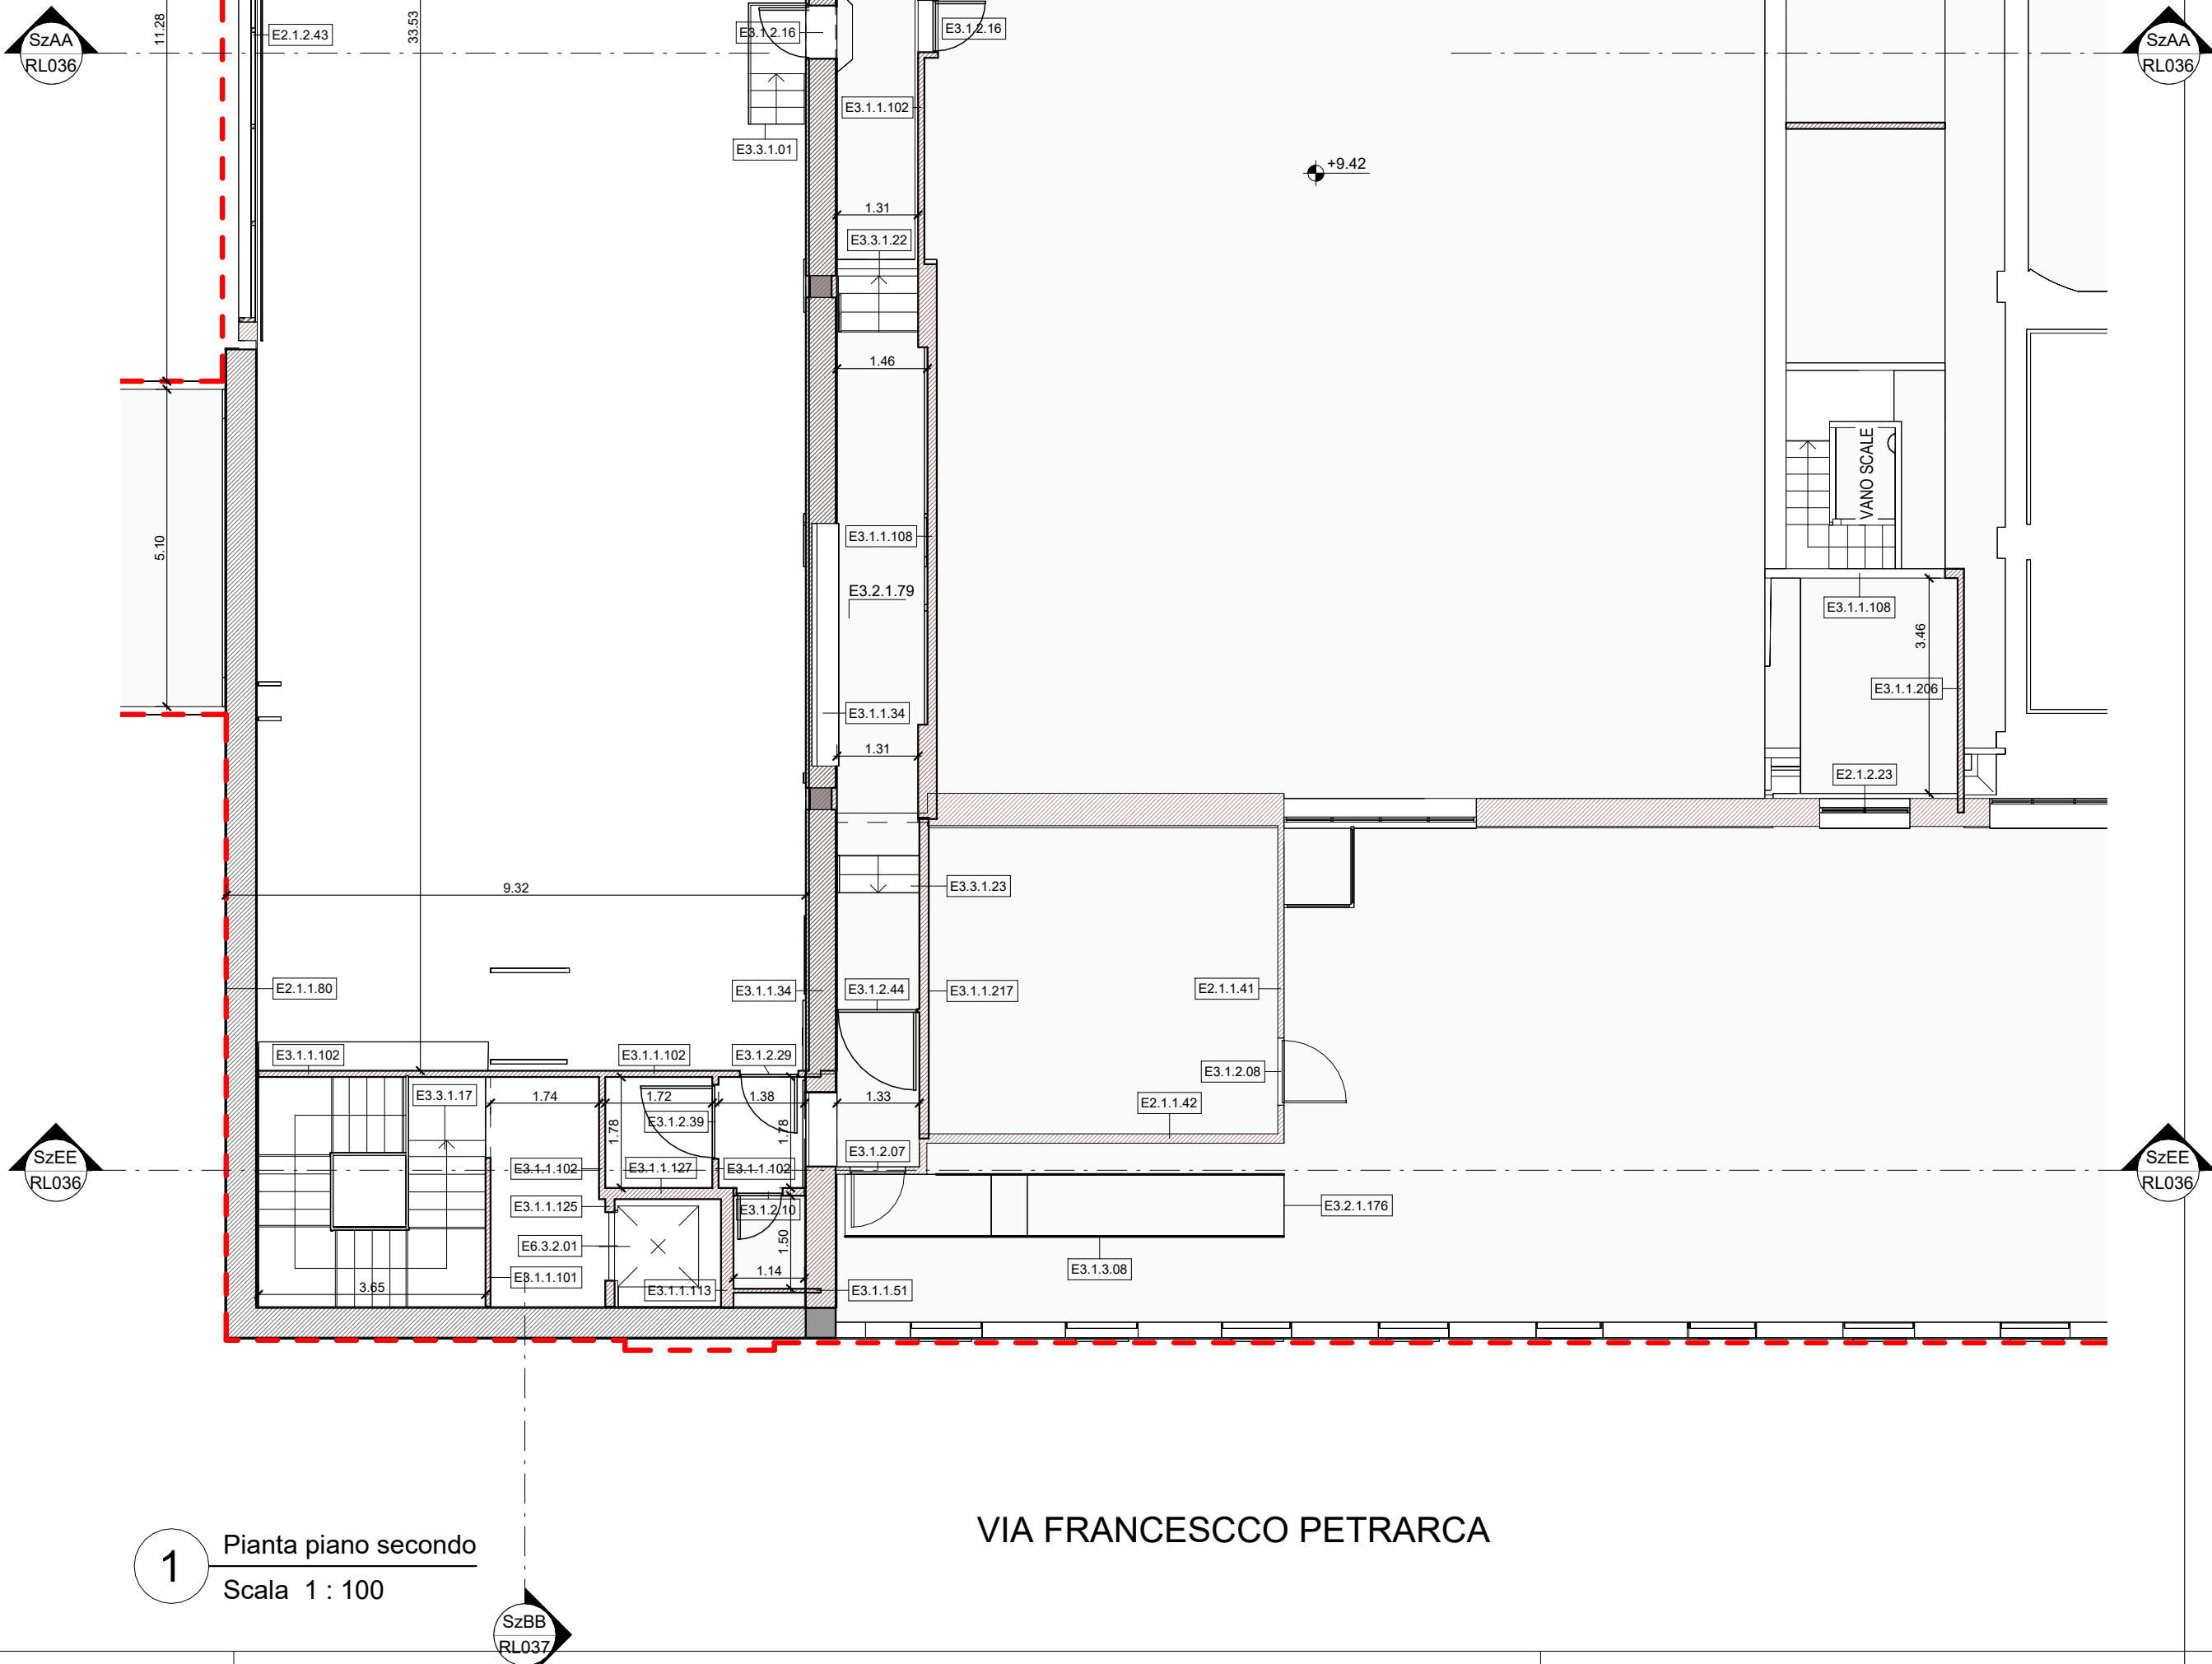 11.28
33.53
E2.1.2.43
E3.1.2.16
E3.1.2.16
SzAA
RL036
SzAA
RL036
E3.1.1.102
E3.3.1.01
+9.42
1.31
E3.3.1.22
1.46
VANO SCALE
5.10
E3.1.1.108
E3.2.1.79
E3.1.1.108
3.46
E3.1.1.206
E3.1.1.34
1.31
E2.1.2.23
9.32
E3.3.1.23
E2.1.1.80
E3.1.1.34
E3.1.2.44
E3.1.1.217
E2.1.1.41
E3.1.1.102
E3.1.1.102
E3.1.2.29
E3.1.2.08
E3.3.1.17
1.74
1.72
1.38
1.33
E2.1.1.42
E3.1.2.39
1.78
1.78
E3.1.2.07
SzEE
RL036
E3.1.1.102
E3.1.1.127
E3.1.1.102
SzEE
RL036
E3.1.1.125
E3.1.2.10
E3.2.1.176
E6.3.2.01
1.50
E3.1.1.101
1.14
E3.1.3.08
3.65
E3.1.1.113
E3.1.1.51
VIA FRANCESCCO PETRARCA
1
Pianta piano secondo
Scala 1 : 100
SzBB
RL037